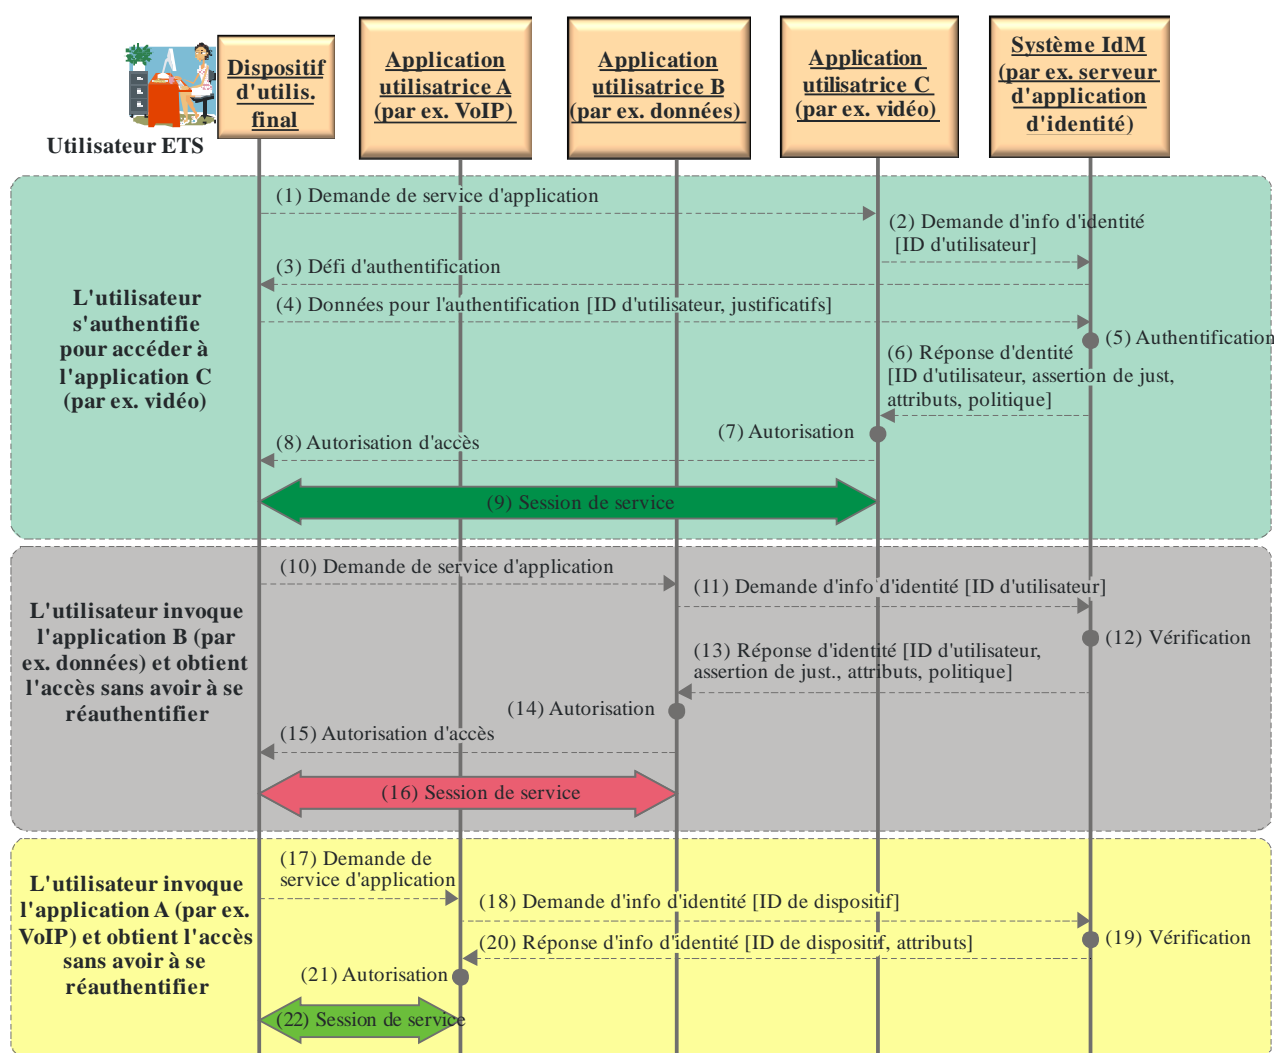 Utilisateur ETS
Dispositif
d'utilis.
final
Application
utilisatrice A
(par ex. VoIP)
Application
utilisatrice B
(par ex. données)
Application
utilisatrice C
(par ex. vidéo)
Système IdM
(par ex. serveur
d'application
d'identité)
L'utilisateur
s'authentifie
pour accéder à
l'application C
(par ex. vidéo)
(1) Demande de service d'application
(2) Demande d'info d'identité
[ID d'utilisateur]
(3) Défi d'authentification
(4) Données pour l'authentification [ID d'utilisateur, justificatifs]
(5) Authentification
(6) Réponse d'dentité
[ID d'utilisateur, assertion de just,
attributs, politique]
(7) Autorisation
(8) Autorisation d'accès
(9) Session de service
L'utilisateur invoque
l'application B (par
ex. données) et obtient
l'accès sans avoir à se
réauthentifier
(10) Demande de service d'application
(11) Demande d'info d'identité [ID d'utilisateur]
(12) Vérification
(13) Réponse d'identité [ID d'utilisateur,
assertion de just., attributs, politique]
(14) Autorisation
(15) Autorisation d'accès
(16) Session de service
L'utilisateur invoque
l'application A (par ex.
VoIP) et obtient l'accès
sans avoir à se
réauthentifier
(17) Demande de
service d'application
(18) Demande d'info d'identité [ID de dispositif]
(19) Vérification
(20) Réponse d'info d'identité [ID de dispositif, attributs]
(21) Autorisation
(22) Session de service